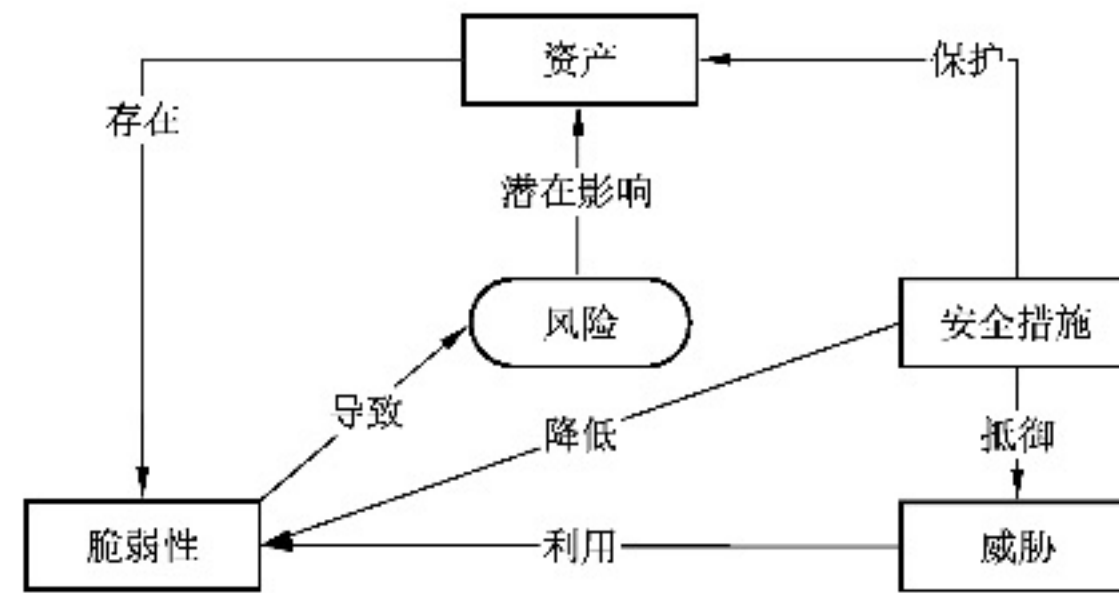 资产
保护
存在
潜在影响
风险
安全措施
导致
降低
抵御
脆弱性
利用
威胁